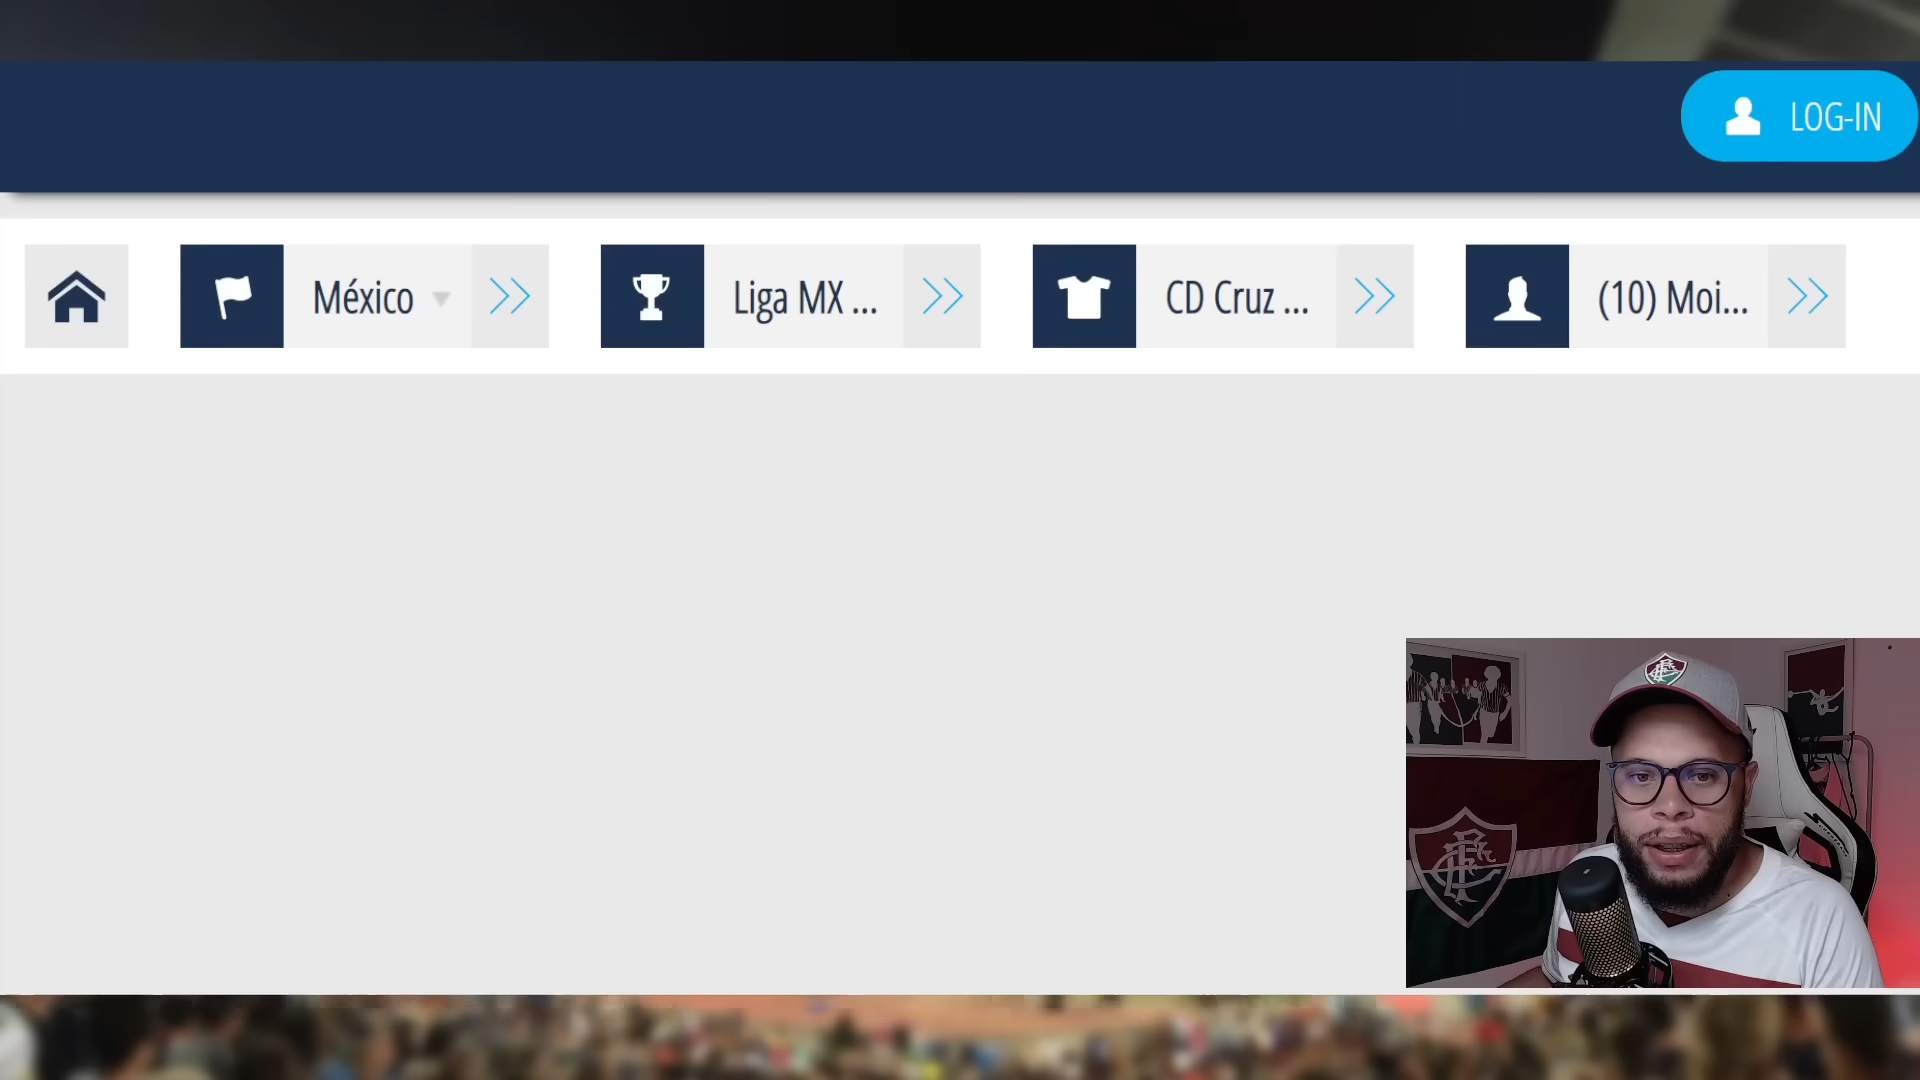 LOG-IN
México
Liga MX ...
CD Cruz ...
(10) Moi...